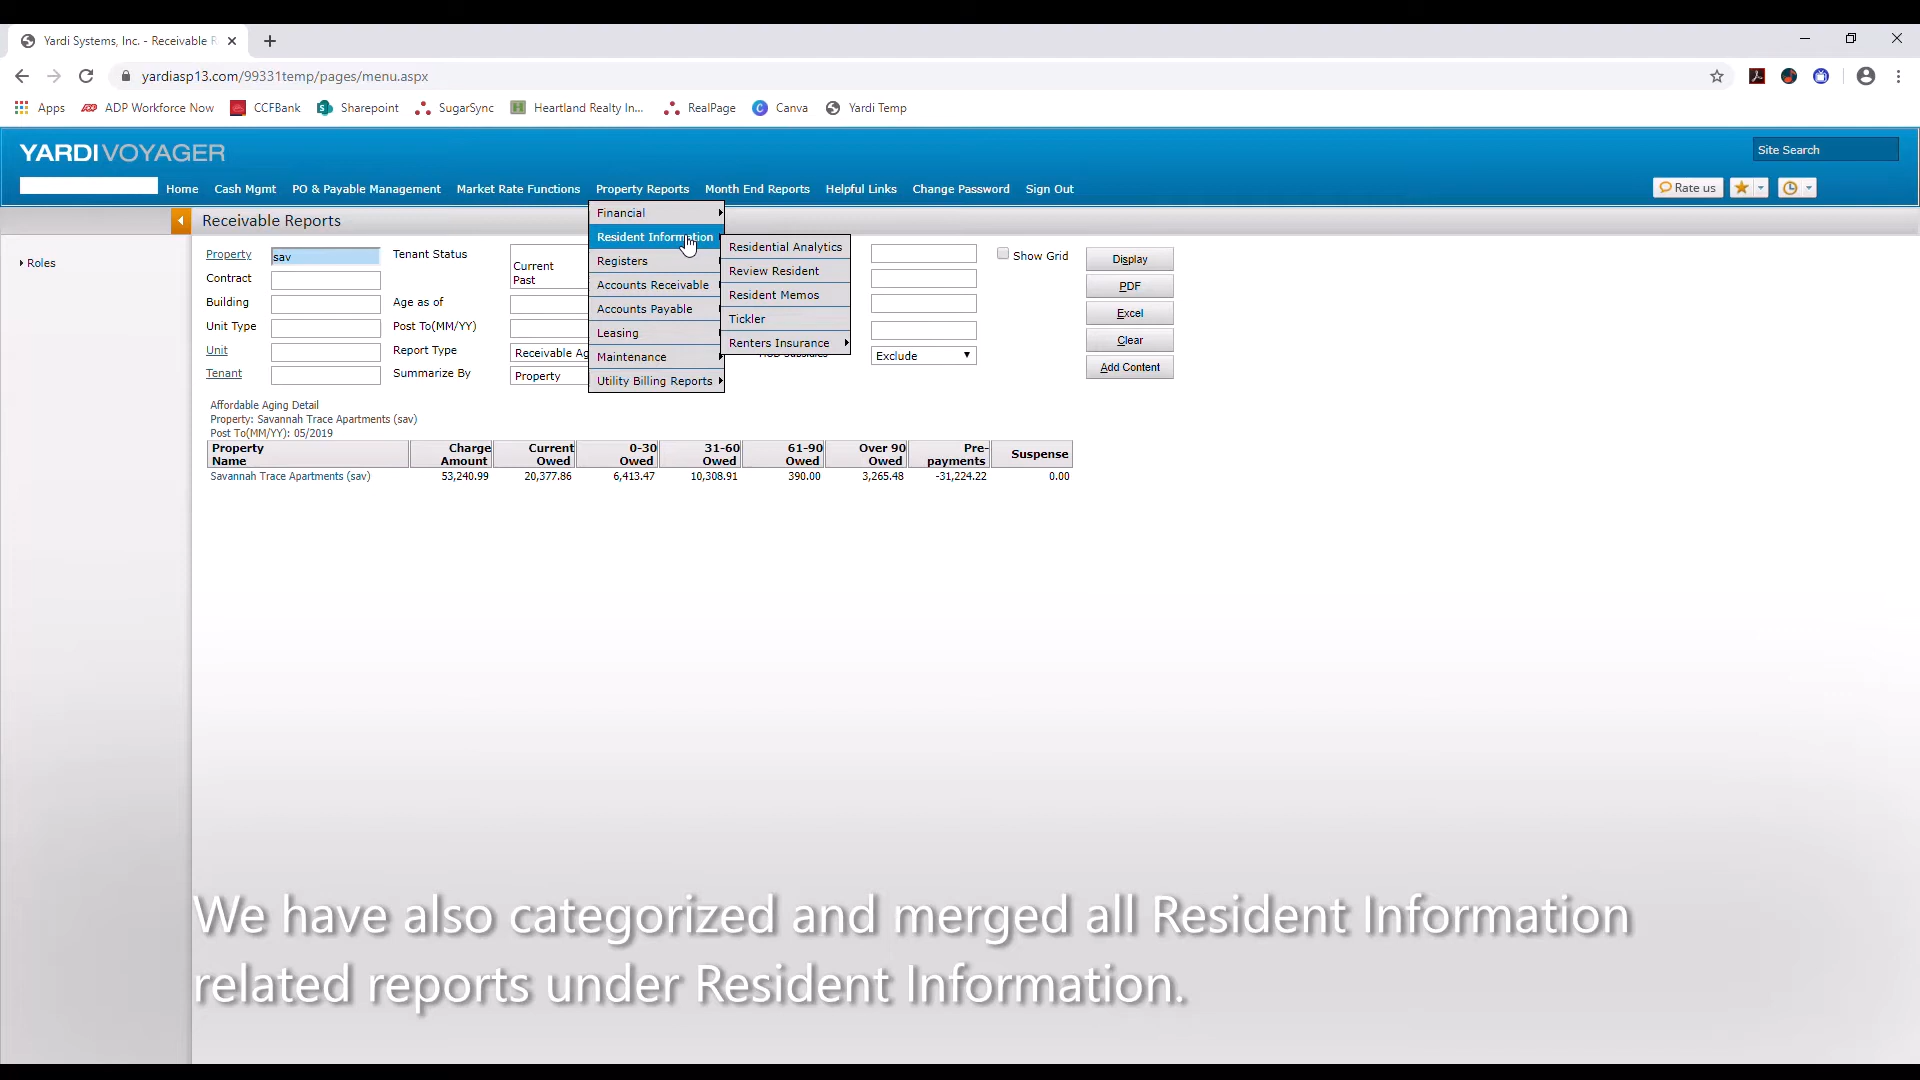 Yardi Systems, Inc. - Receivable R
yardiasp13.com/99331temp/pages/menu.aspx
Apps ADP Workforce Now CCFBank Sharepoint SugarSync Heartland Realty In... RealPage Canva Yardi Temp
YARDIVOYAGER
Site Search
Home Cash Mgmt PO & Payable Management Market Rate Functions Property Reports Month End Reports Helpful Links Change Password Sign Out
Rate us
Receivable Reports
Roles
Financial
Resident Information
Registers
Accounts Receivable
Accounts Payable
Leasing
Maintenance
Utility Billing Reports
Residential Analytics
Review Resident
Resident Memos
Tickler
Renters Insurance
Property sav Tenant Status
Current
Past
Contract
Building Age as of
Unit Type Post To(MM/YY)
Unit Report Type Receivable Ag
Tenant Summarize By Property
Exclude
Show Grid
Display
PDF
Excel
Clear
Add Content
Affordable Aging Detail
Property: Savannah Trace Apartments (sav)
Post To(MM/YY): 05/2019
Property Charge Current 0-30 31-60 61-90 Over 90 Pre- Suspense
Name Amount Owed Owed Owed Owed Owed payments
Savannah Trace Apartments (sav) 53,240.99 20,377.86 6,413.47 10,308.91 390.00 3,265.48 -31,224.22 0.00
We have also categorized and merged all Resident Information
related reports under Resident Information.